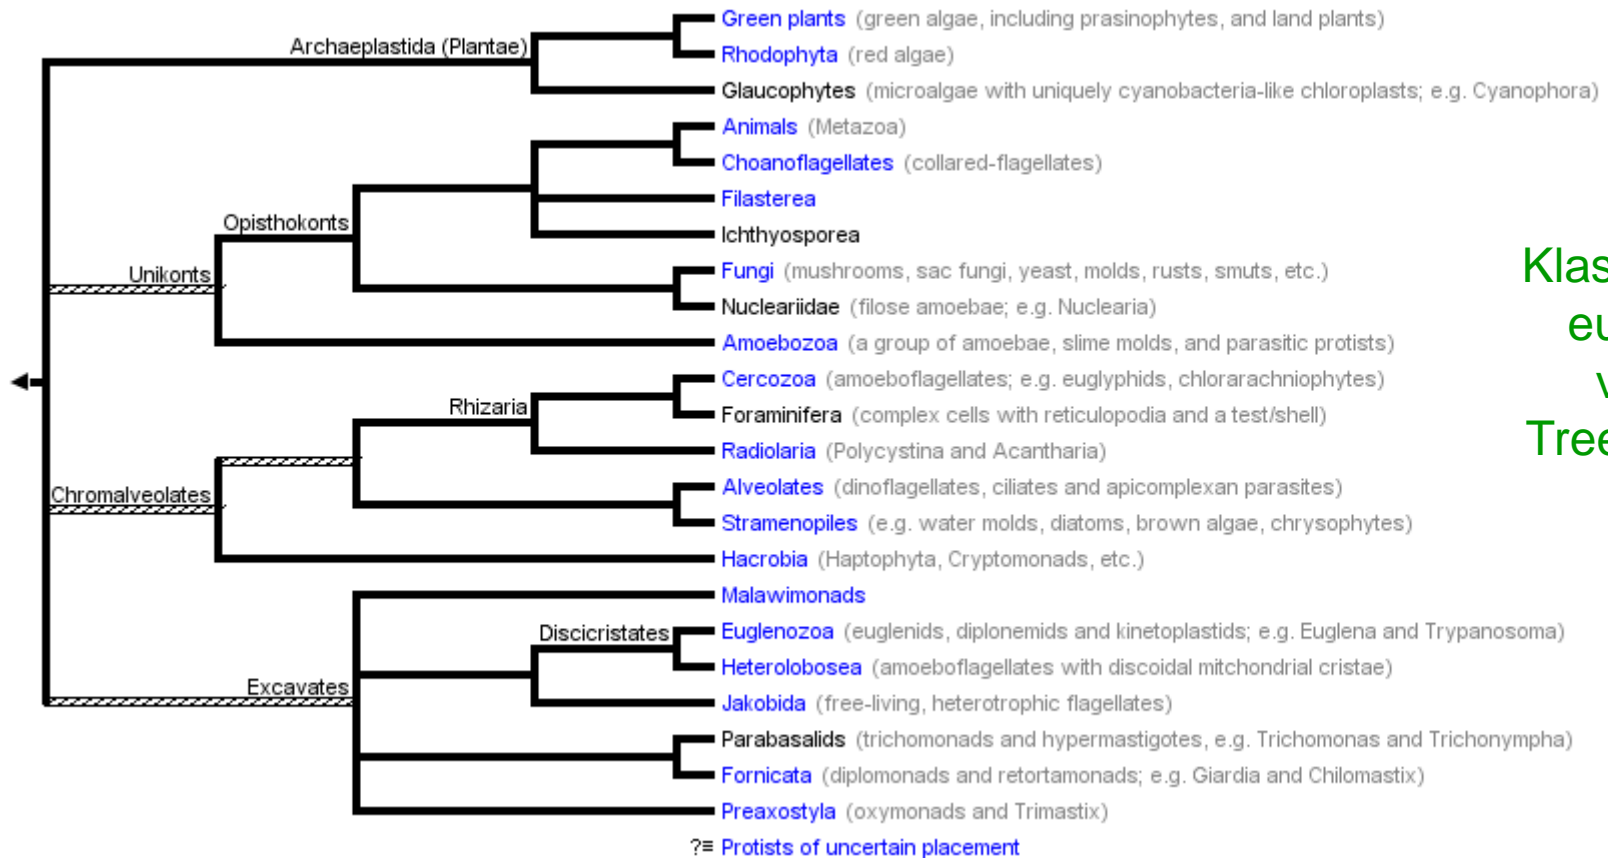 Green plants (green algae, including prasinophytes, and land plants)
Archaeplastida (Plantae)
Rhodophyta (red algae)
Glaucophytes (microalgae with uniquely cyanobacteria-like chloroplasts; e.g. Cyanophora)
Animals (Metazoa)
Choanoflagellates (collared-flagellates)
Filasterea
Opisthokonts
Ichthyosporea
Unikonts
Fungi (mushrooms, sac fungi, yeast, molds, rusts, smuts, etc.)
Nucleariidae (filose amoebae; e.g. Nuclearia)
Amoebozoa (a group of amoebae, slime molds, and parasitic protists)
Cercozoa (amoeboflagellates; e.g. euglyphids, chlorarachniophytes)
Rhizaria
Foraminifera (complex cells with reticulopodia and a test/shell)
Radiolaria (Polycystina and Acantharia)
Alveolates (dinoflagellates, ciliates and apicomplexan parasites)
Chromalveolates
Stramenopiles (e.g. water molds, diatoms, brown algae, chrysophytes)
Hacrobia (Haptophyta, Cryptomonads, etc.)
Malawimonads
Discicristates
Euglenozoa (euglenids, diplonemids and kinetoplastids; e.g. Euglena and Trypanosoma)
Heterolobosea (amoeboflagellates with discoidal mitchondrial cristae)
Excavates
Jakobida (free-living, heterotrophic flagellates)
Parabasalids (trichomonads and hypermastigotes, e.g. Trichomonas and Trichonympha)
Fornicata (diplomonads and retortamonads; e.g. Giardia and Chilomastix)
Preaxostyla (oxymonads and Trimastix)
?≡ Protists of uncertain placement
Klas
eu
v
Tree